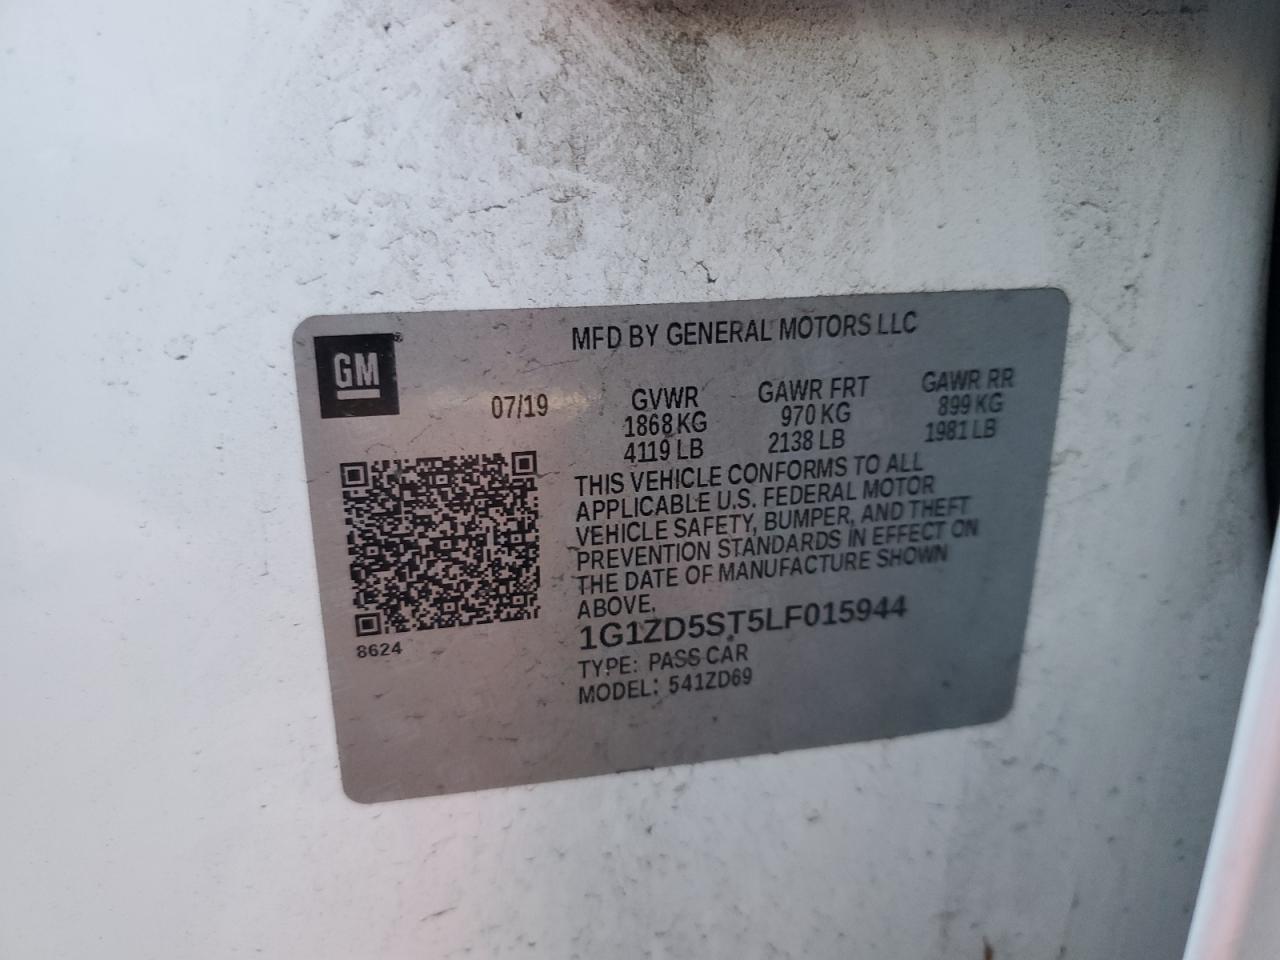 GM
MFD BY GENERAL MOTORS LLC
07/19 GVWR GAWR FRT GAWR RR
1868 KG 970 KG 899 KG
4119 LB 2138 LB 1981 LB
THIS VEHICLE CONFORMS TO ALL
APPLICABLE U.S. FEDERAL MOTOR
VEHICLE SAFETY, BUMPER, AND THEFT
PREVENTION STANDARDS IN EFFECT ON
THE DATE OF MANUFACTURE SHOWN
ABOVE.
1G1ZD5ST5LF015944
TYPE: PASS CAR
MODEL: 541ZD69
8624